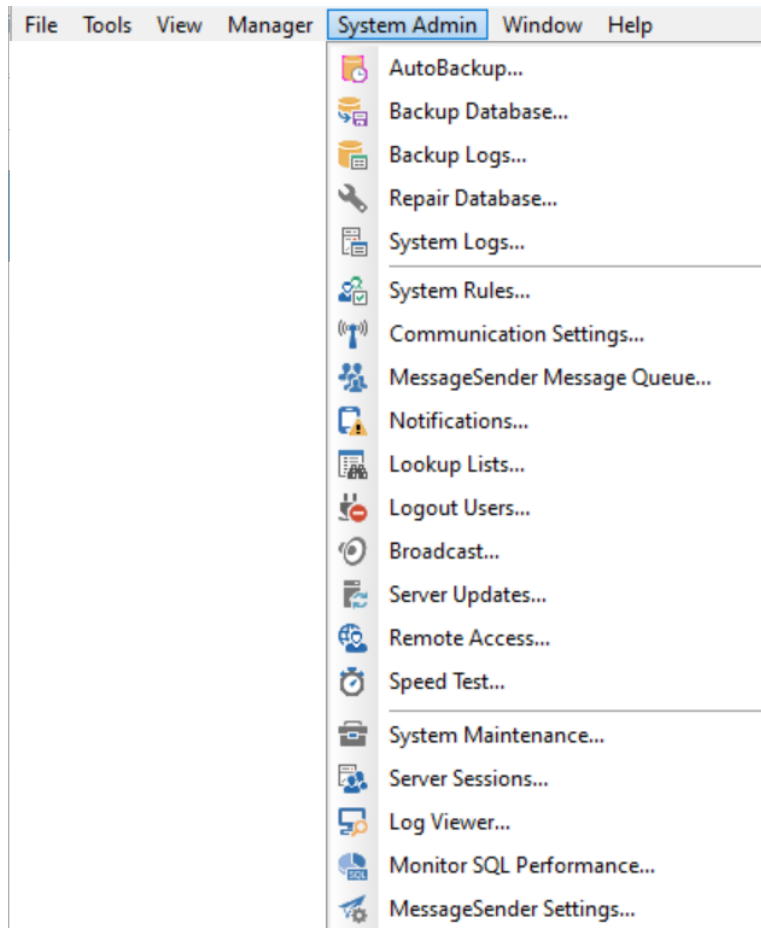 File Tools View Manager System Admin Window Help
AutoBackup...
Backup Database...
Backup Logs...
Repair Database...
System Logs...
System Rules...
Communication Settings...
MessageSender Message Queue...
Notifications...
Lookup Lists...
Logout Users...
Broadcast...
Server Updates...
Remote Access...
Speed Test...
System Maintenance...
Server Sessions...
Log Viewer...
SQL Monitor SQL Performance...
MessageSender Settings...